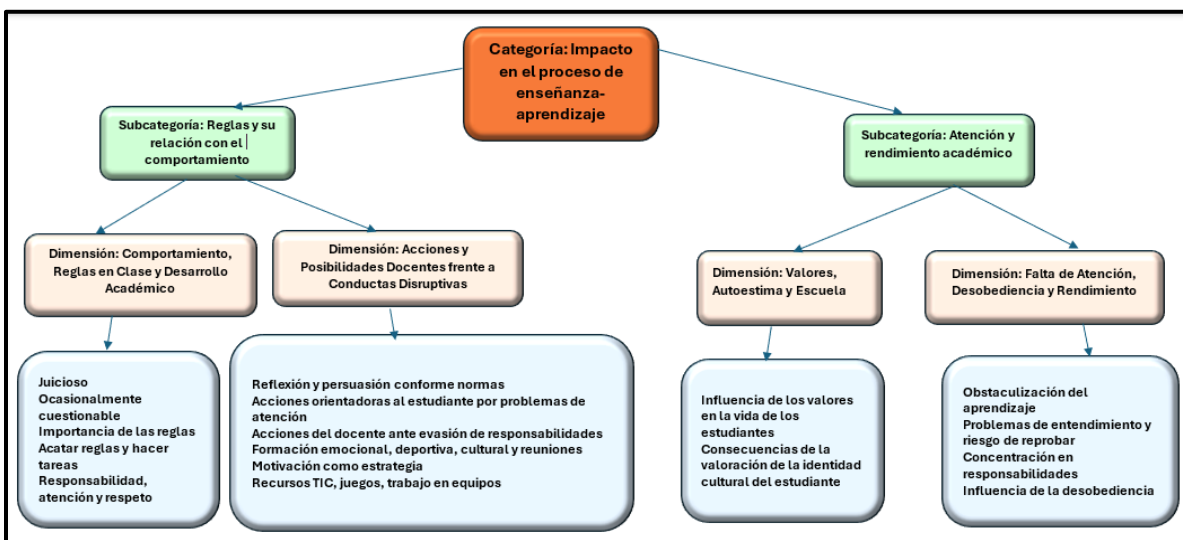 Categoría: Impacto
en el proceso de
enseñanza-
aprendizaje
Subcategoría: Reglas y su
relación con el
comportamiento
Subcategoría: Atención y
rendimiento académico
Dimensión: Comportamiento,
Reglas en Clase y Desarrollo
Académico
Dimensión: Acciones y
Posibilidades Docentes frente a
Conductas Disruptivas
Dimensión: Valores,
Autoestima y Escuela
Dimensión: Falta de Atención,
Desobediencia y Rendimiento
Juicioso
Ocasionalmente
cuestionable
Importancia de las reglas
Acatar reglas y hacer
tareas
Responsabilidad,
atención y respeto
Reflexión y persuasión conforme normas
Acciones orientadoras al estudiante por problemas de
atención
Acciones del docente ante evasión de responsabilidades
Formación emocional, deportiva, cultural y reuniones
Motivación como estrategia
Recursos TIC, juegos, trabajo en equipos
Influencia de los valores
en la vida de los
estudiantes
Consecuencias de la
valoración de la identidad
cultural del estudiante
Obstaculización del
aprendizaje
Problemas de entendimiento y
riesgo de reprobar
Concentración en
responsabilidades
Influencia de la desobediencia